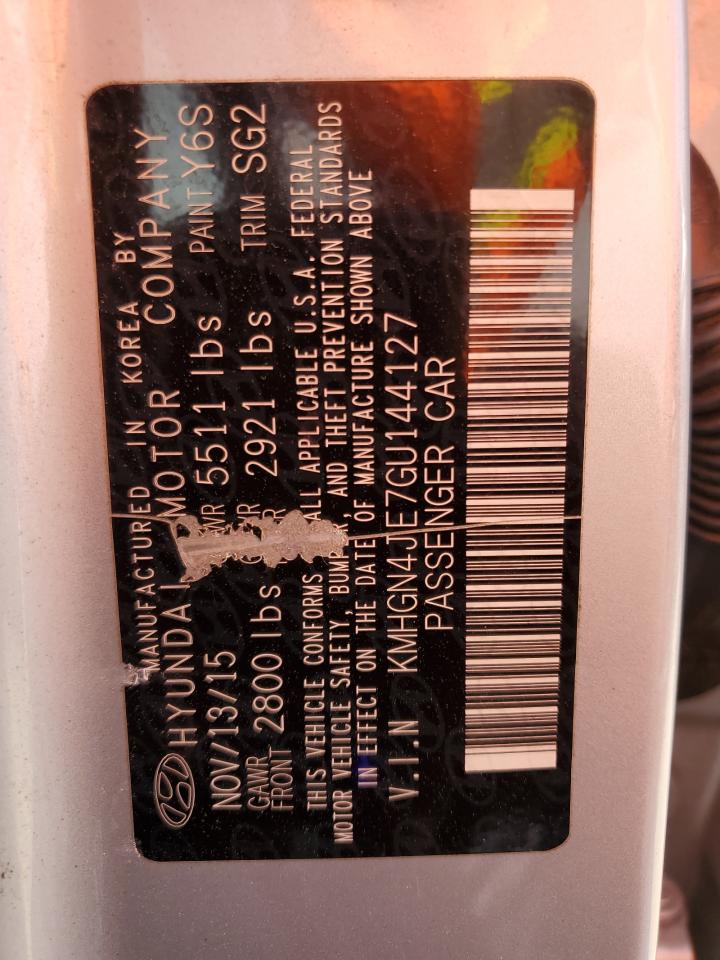 MANUFACTURED IN KOREA BY
HYUNDAI MOTOR COMPANY
NOV/13/15 5511 lbs PAINT Y6S
GAWR
FRONT 2800 lbs 2921 lbs TRIM SG2
THIS VEHICLE CONFORMS ALL APPLICABLE U.S.A. FEDERAL
MOTOR VEHICLE SAFETY, AND THEFT PREVENTION STANDARDS
IN EFFECT ON THE DATE OF MANUFACTURE SHOWN ABOVE
V.I.N KMHGN4JE7GU144127
PASSENGER CAR